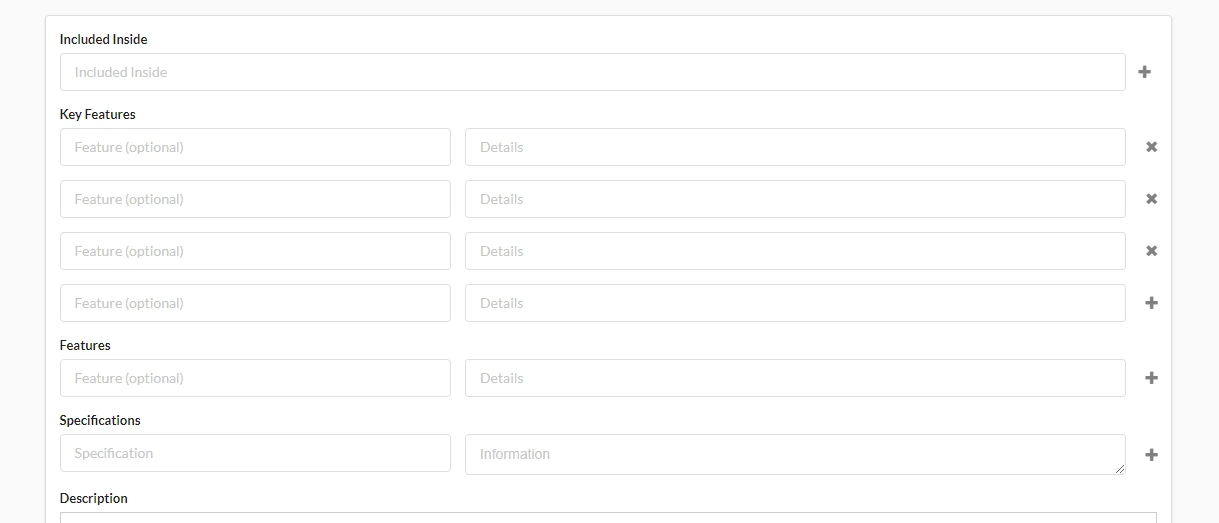 Included Inside
Included Inside
Key Features
Feature (optional) Details
Feature (optional) Details
Feature (optional) Details
Feature (optional) Details
Features
Feature (optional) Details
Specifications
Specification Information
Description